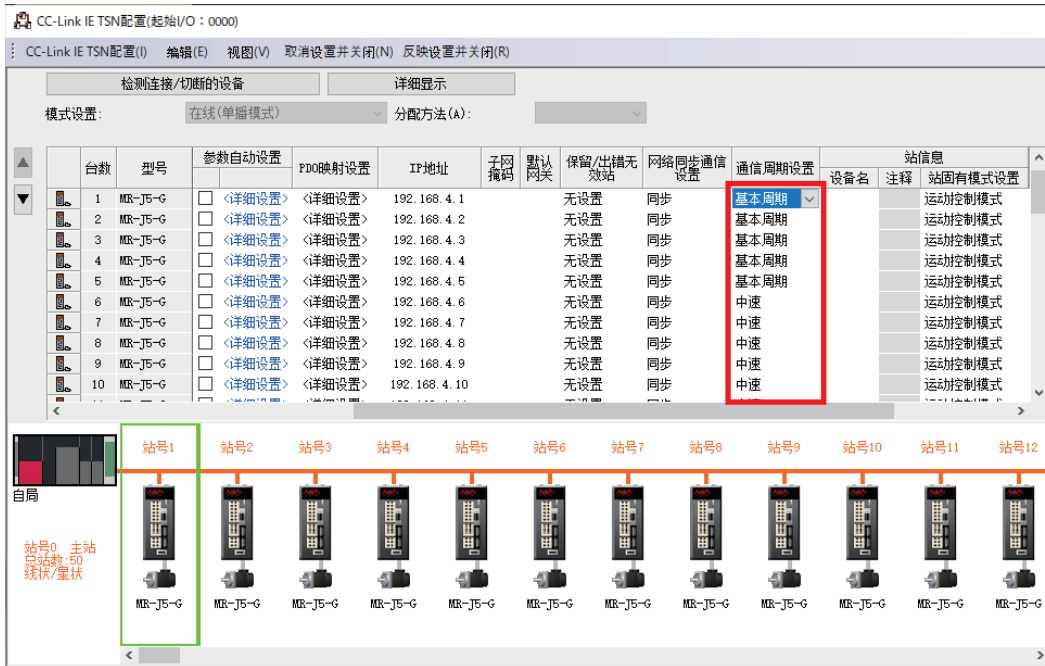 CC-Link IE TSN配置(起始I/O：0000)
CC-Link IE TSN配置(I) 编辑(E) 视图(V) 取消设置并关闭(N) 反映设置并关闭(R)
检测连接/切断的设备 详细显示
模式设置: 在线(单播模式) 分配方法(A):
台数 型号 参数自动设置 PDO映射设置 IP地址 子网掩码 默认网关 保留/出错无效站 网络同步通信设置 通信周期设置 站信息
设备名 注释 站固有模式设置
1 MR-J5-G <详细设置> <详细设置> 192.168.4.1 无设置 同步 基本周期 运动控制模式
2 MR-J5-G <详细设置> <详细设置> 192.168.4.2 无设置 同步 基本周期 运动控制模式
3 MR-J5-G <详细设置> <详细设置> 192.168.4.3 无设置 同步 基本周期 运动控制模式
4 MR-J5-G <详细设置> <详细设置> 192.168.4.4 无设置 同步 基本周期 运动控制模式
5 MR-J5-G <详细设置> <详细设置> 192.168.4.5 无设置 同步 基本周期 运动控制模式
6 MR-J5-G <详细设置> <详细设置> 192.168.4.6 无设置 同步 中速 运动控制模式
7 MR-J5-G <详细设置> <详细设置> 192.168.4.7 无设置 同步 中速 运动控制模式
8 MR-J5-G <详细设置> <详细设置> 192.168.4.8 无设置 同步 中速 运动控制模式
9 MR-J5-G <详细设置> <详细设置> 192.168.4.9 无设置 同步 中速 运动控制模式
10 MR-J5-G <详细设置> <详细设置> 192.168.4.10 无设置 同步 中速 运动控制模式
站号1 站号2 站号3 站号4 站号5 站号6 站号7 站号8 站号9 站号10 站号11 站号12
自局
站号0 主站
总站数:50
线状/星状
MR-J5-G MR-J5-G MR-J5-G MR-J5-G MR-J5-G MR-J5-G MR-J5-G MR-J5-G MR-J5-G MR-J5-G MR-J5-G MR-J5-G